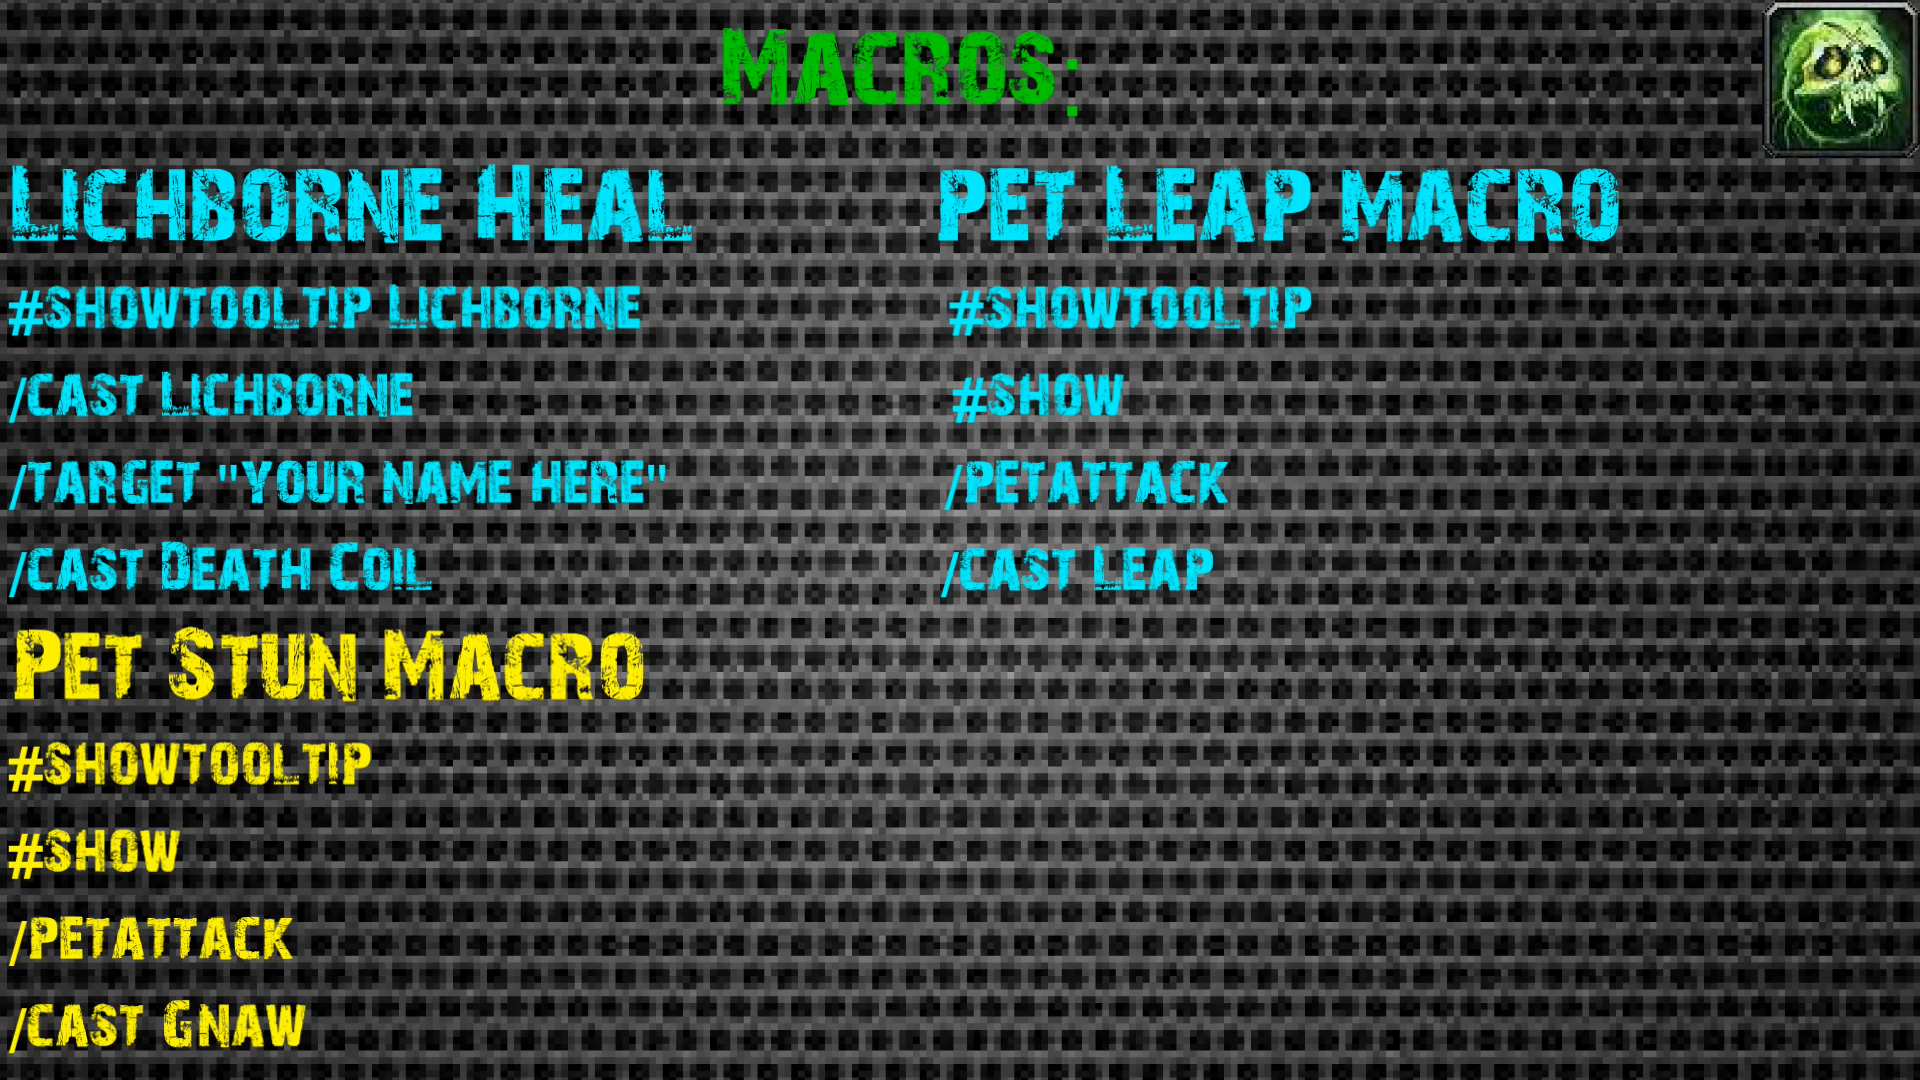 Macros:
Lichborne Heal
#showtooltip Lichborne
/cast Lichborne
/target "your name here"
/cast Death Coil
Pet Leap macro
#showtooltip
#show
/petattack
/cast Leap
Pet Stun Macro
#showtooltip
#show
/petattack
/cast Gnaw